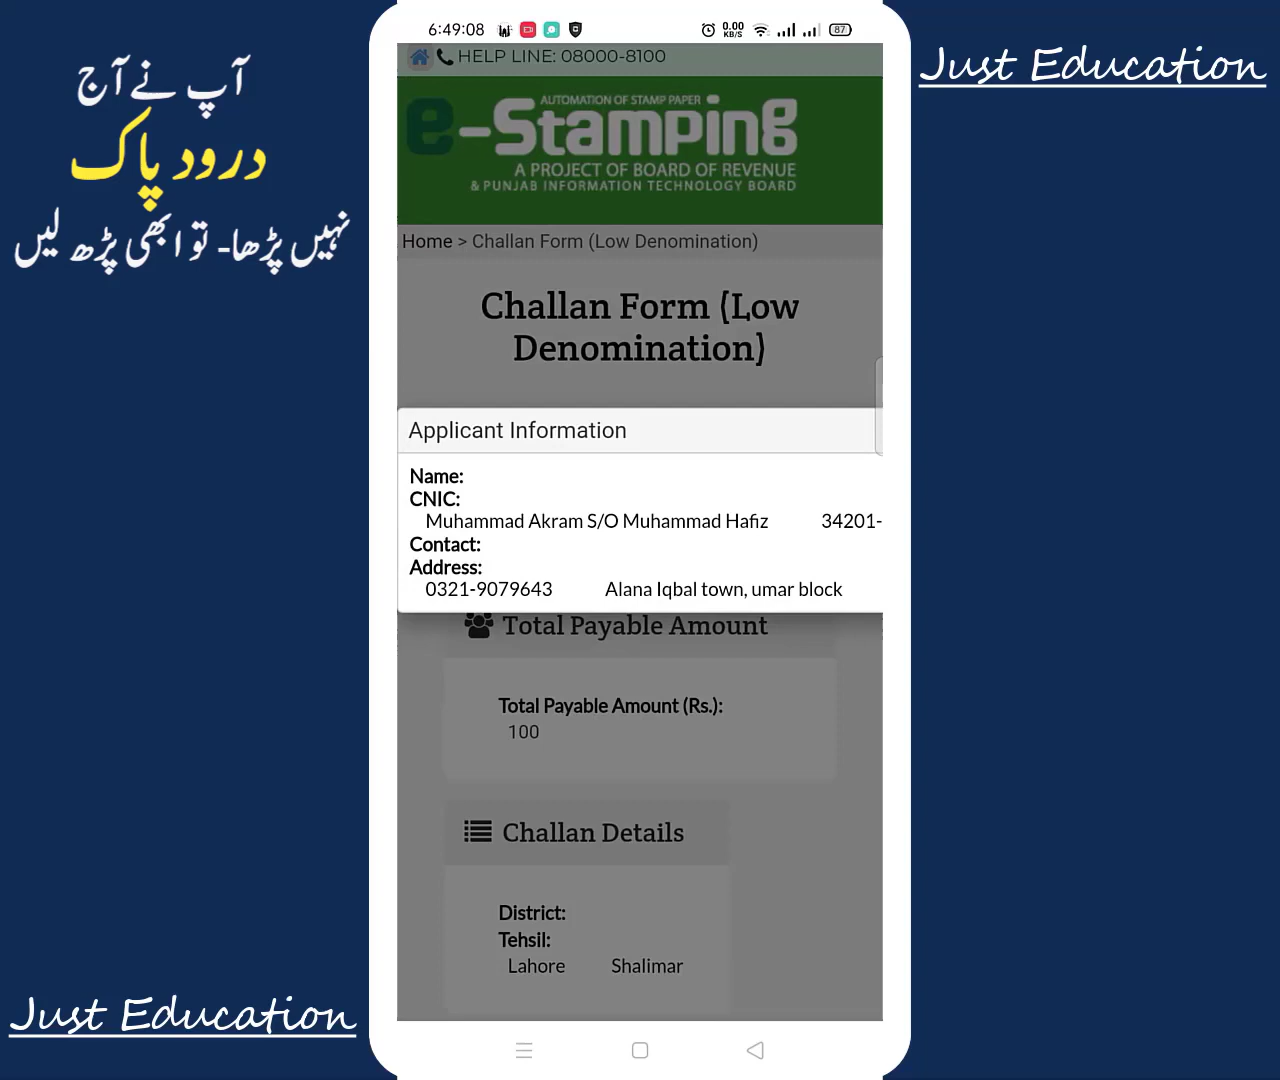 آپ نے آج
درود پاک
نہیں پڑھا۔ تو ابھی پڑھ لیں
Just Education
6:49:08
0.00 KB/S
87
HELP LINE: 08000-8100
AUTOMATION OF STAMP PAPER
e-Stamping
A PROJECT OF BOARD OF REVENUE
& PUNJAB INFORMATION TECHNOLOGY BOARD
Home > Challan Form (Low Denomination)
Challan Form (Low
Denomination)
Applicant Information
Name:
CNIC:
Muhammad Akram S/O Muhammad Hafiz 34201-
Contact:
Address:
0321-9079643 Alana Iqbal town, umar block
Total Payable Amount
Total Payable Amount (Rs.):
100
Challan Details
District:
Tehsil:
Lahore Shalimar
Just Education